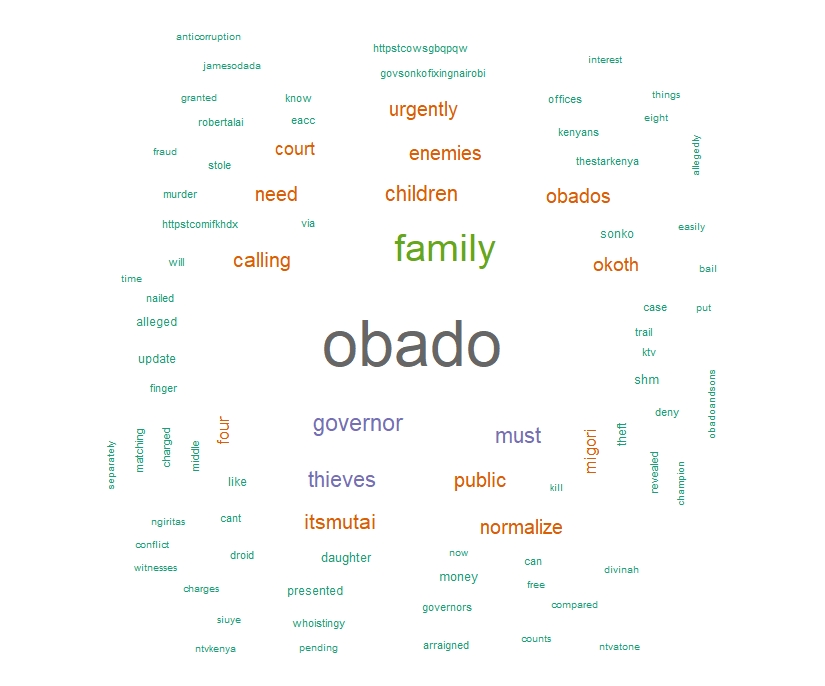 anticorruption
httpstcowsgbqpqw
interest
jamesodada
govsonkofixingnairobi
granted
know
urgently
offices
things
robertalai
eacc
eight
kenyans
fraud
court
enemies
allegedly
stole
thestarkenya
murder
need
children
obados
httpstcomifkhdx
via
sonko
easily
family
will
calling
okoth
bail
time
nailed
case
put
alleged
obado
trail
update
ktv
finger
shm
obadoandsons
governor
deny
four
must
theft
separately
matching
charged
middle
migori
like
thieves
public
kill
revealed
champion
ngiritas
cant
itsmutai
normalize
conflict
droid
daughter
now
can
witnesses
money
free
divinah
charges
presented
governors
compared
siuye
whoistingy
ntvkenya
pending
arraigned
counts
ntvatone